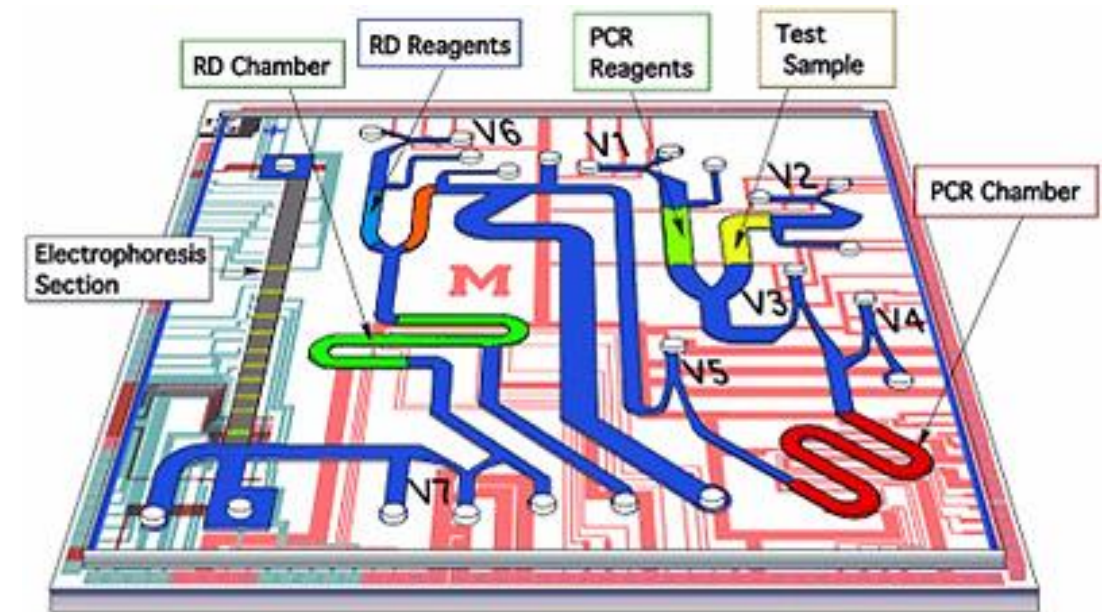 RD Chamber
RD Reagents
PCR
Reagents
Test
Sample
V6
V1
V2
PCR Chamber
Electrophoresis
Section
M
V3
V4
V5
V7